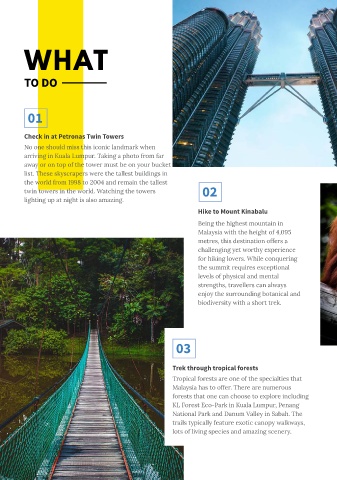 WHAT
TO DO
01
Check in at Petronas Twin Towers
No one should miss this iconic landmark when
arriving in Kuala Lumpur. Taking a photo from far
away or on top of the tower must be on your bucket
list. These skyscrapers were the tallest buildings in
the world from 1998 to 2004 and remain the tallest
twin towers in the world. Watching the towers
lighting up at night is also amazing.
02
Hike to Mount Kinabalu
Being the highest mountain in
Malaysia with the height of 4,095
metres, this destination offers a
challenging yet worthy experience
for hiking lovers. While conquering
the summit requires exceptional
levels of physical and mental
strengths, travellers can always
enjoy the surrounding botanical and
biodiversity with a short trek.
03
Trek through tropical forests
Tropical forests are one of the specialties that
Malaysia has to offer. There are numerous
forests that one can choose to explore including
KL Forest Eco-Park in Kuala Lumpur, Penang
National Park and Danum Valley in Sabah. The
trails typically feature exotic canopy walkways,
lots of living species and amazing scenery.